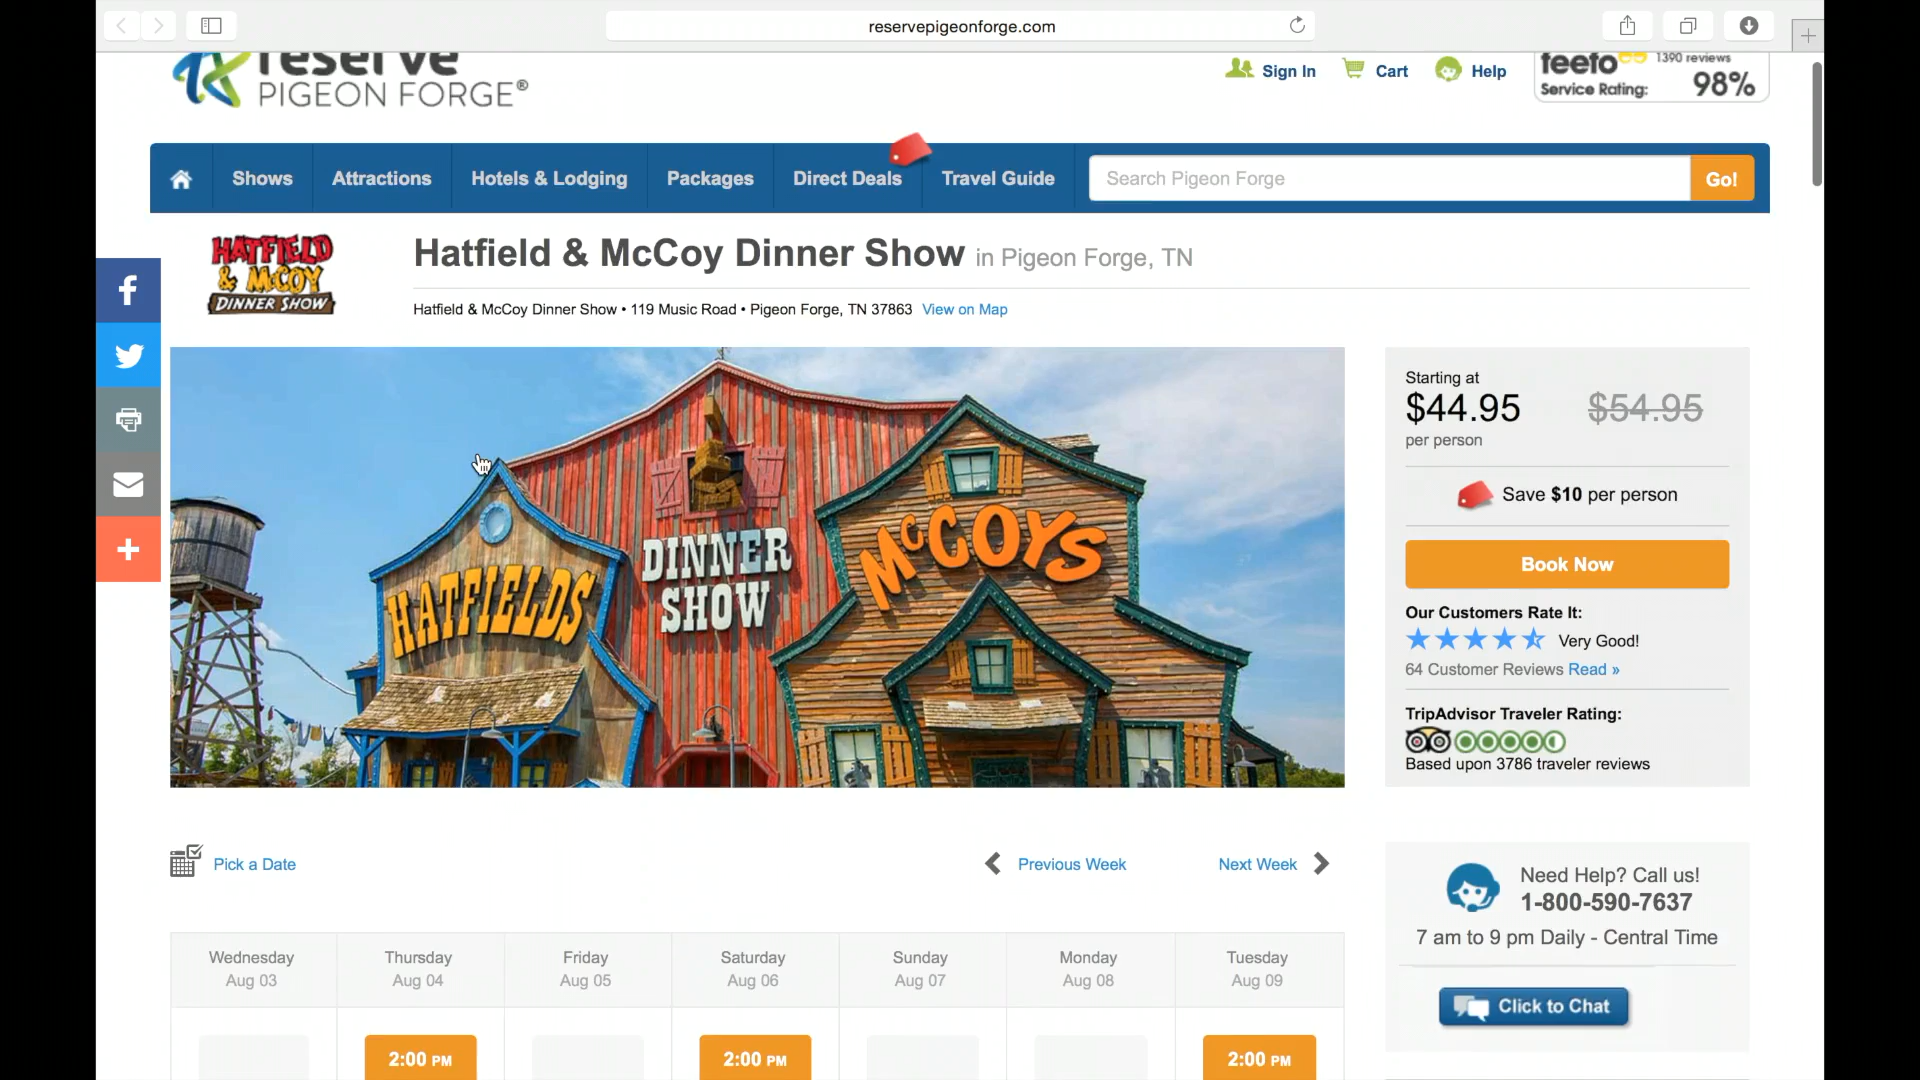 reservepigeonforge.com
reserve
PIGEON FORGE®
Sign In
Cart
Help
feefo
1390 reviews
Service Rating:
98%
Shows
Attractions
Hotels & Lodging
Packages
Direct Deals
Travel Guide
Search Pigeon Forge
Go!
HATFIELD
& McCOY
DINNER SHOW
Hatfield & McCoy Dinner Show in Pigeon Forge, TN
Hatfield & McCoy Dinner Show • 119 Music Road • Pigeon Forge, TN 37863 View on Map
HATFIELDS
DINNER
SHOW
McCOYS
Starting at
$44.95 $54.95
per person
Save $10 per person
Book Now
Our Customers Rate It:
Very Good!
64 Customer Reviews Read »
TripAdvisor Traveler Rating:
Based upon 3786 traveler reviews
Pick a Date
Previous Week
Next Week
Need Help? Call us!
1-800-590-7637
7 am to 9 pm Daily - Central Time
Click to Chat
Wednesday
Aug 03
Thursday
Aug 04
Friday
Aug 05
Saturday
Aug 06
Sunday
Aug 07
Monday
Aug 08
Tuesday
Aug 09
2:00 PM
2:00 PM
2:00 PM